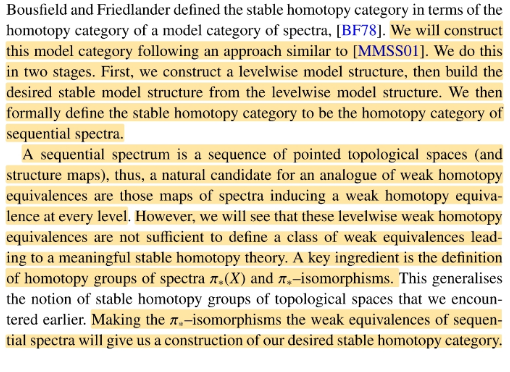 Bousfield and Friedlander defined the stable homotopy category in terms of the
homotopy category of a model category of spectra, [BF78]. We will construct
this model category following an approach similar to [MMSS01]. We do this
in two stages. First, we construct a levelwise model structure, then build the
desired stable model structure from the levelwise model structure. We then
formally define the stable homotopy category to be the homotopy category of
sequential spectra.
A sequential spectrum is a sequence of pointed topological spaces (and
structure maps), thus, a natural candidate for an analogue of weak homotopy
equivalences are those maps of spectra inducing a weak homotopy equiva-
lence at every level. However, we will see that these levelwise weak homotopy
equivalences are not sufficient to define a class of weak equivalences lead-
ing to a meaningful stable homotopy theory. A key ingredient is the definition
of homotopy groups of spectra π⁎(X) and π⁎–isomorphisms. This generalises
the notion of stable homotopy groups of topological spaces that we encoun-
tered earlier. Making the π⁎–isomorphisms the weak equivalences of sequen-
tial spectra will give us a construction of our desired stable homotopy category.